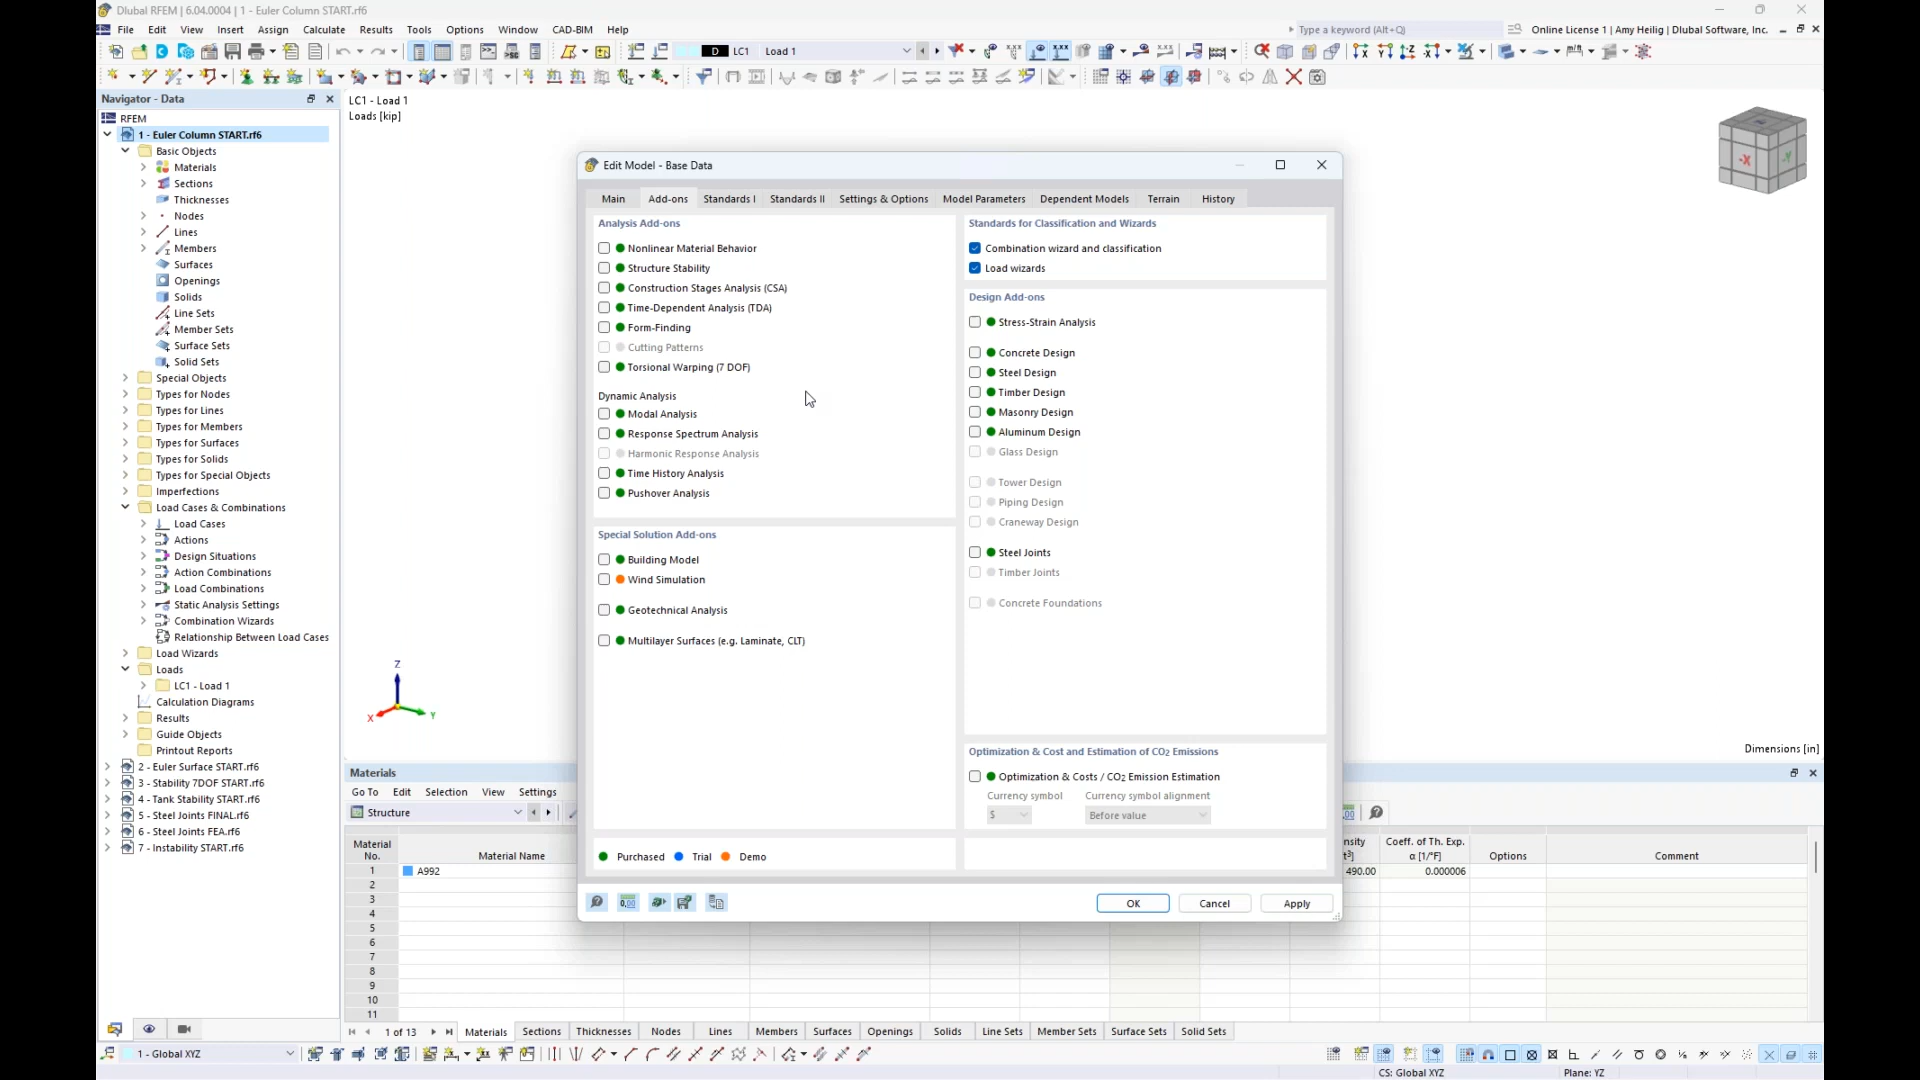 Dlubal RFEM | 6.04.0004 | 1 - Euler Column START.rf6
File Edit View Insert Assign Calculate Results Tools Options Window CAD-BIM Help
Type a keyword (Alt+Q)
Online License 1 | Amy Heilig | Dlubal Software, Inc.
D LC1 Load 1
Navigator - Data
RFEM
1 - Euler Column START.rf6
Basic Objects
Materials
Sections
Thicknesses
Nodes
Lines
Members
Surfaces
Openings
Solids
Line Sets
Member Sets
Surface Sets
Solid Sets
Special Objects
Types for Nodes
Types for Lines
Types for Members
Types for Surfaces
Types for Solids
Types for Special Objects
Imperfections
Load Cases & Combinations
Load Cases
Actions
Design Situations
Action Combinations
Load Combinations
Static Analysis Settings
Combination Wizards
Relationship Between Load Cases
Load Wizards
Loads
LC1 - Load 1
Calculation Diagrams
Results
Guide Objects
Printout Reports
2 - Euler Surface START.rf6
3 - Stability 7DOF START.rf6
4 - Tank Stability START.rf6
5 - Steel Joints FINAL.rf6
6 - Steel Joints FEA.rf6
7 - Instability START.rf6
1 - Global XYZ
LC1 - Load 1
Loads [kip]
-X -Y
Z
X
Y
Dimensions [in]
Edit Model - Base Data
Main Add-ons Standards I Standards II Settings & Options Model Parameters Dependent Models Terrain History
Analysis Add-ons
Nonlinear Material Behavior
Structure Stability
Construction Stages Analysis (CSA)
Time-Dependent Analysis (TDA)
Form-Finding
Cutting Patterns
Torsional Warping (7 DOF)
Dynamic Analysis
Modal Analysis
Response Spectrum Analysis
Harmonic Response Analysis
Time History Analysis
Pushover Analysis
Special Solution Add-ons
Building Model
Wind Simulation
Geotechnical Analysis
Multilayer Surfaces (e.g. Laminate, CLT)
Purchased Trial Demo
Standards for Classification and Wizards
Combination wizard and classification
Load wizards
Design Add-ons
Stress-Strain Analysis
Concrete Design
Steel Design
Timber Design
Masonry Design
Aluminum Design
Glass Design
Tower Design
Piping Design
Craneway Design
Steel Joints
Timber Joints
Concrete Foundations
Optimization & Cost and Estimation of CO2 Emissions
Optimization & Costs / CO2 Emission Estimation
Currency symbol Currency symbol alignment
$ Before value
OK Cancel Apply
Materials
Go To Edit Selection View Settings
Structure
Material No. Material Name
Coeff. of Th. Exp. α [1/°F] Options Comment
1 A992 490.00 0.000006
2
3
4
5
6
7
8
9
10
11
1 of 13 Materials Sections Thicknesses Nodes Lines Members Surfaces Openings Solids Line Sets Member Sets Surface Sets Solid Sets
CS: Global XYZ Plane: YZ